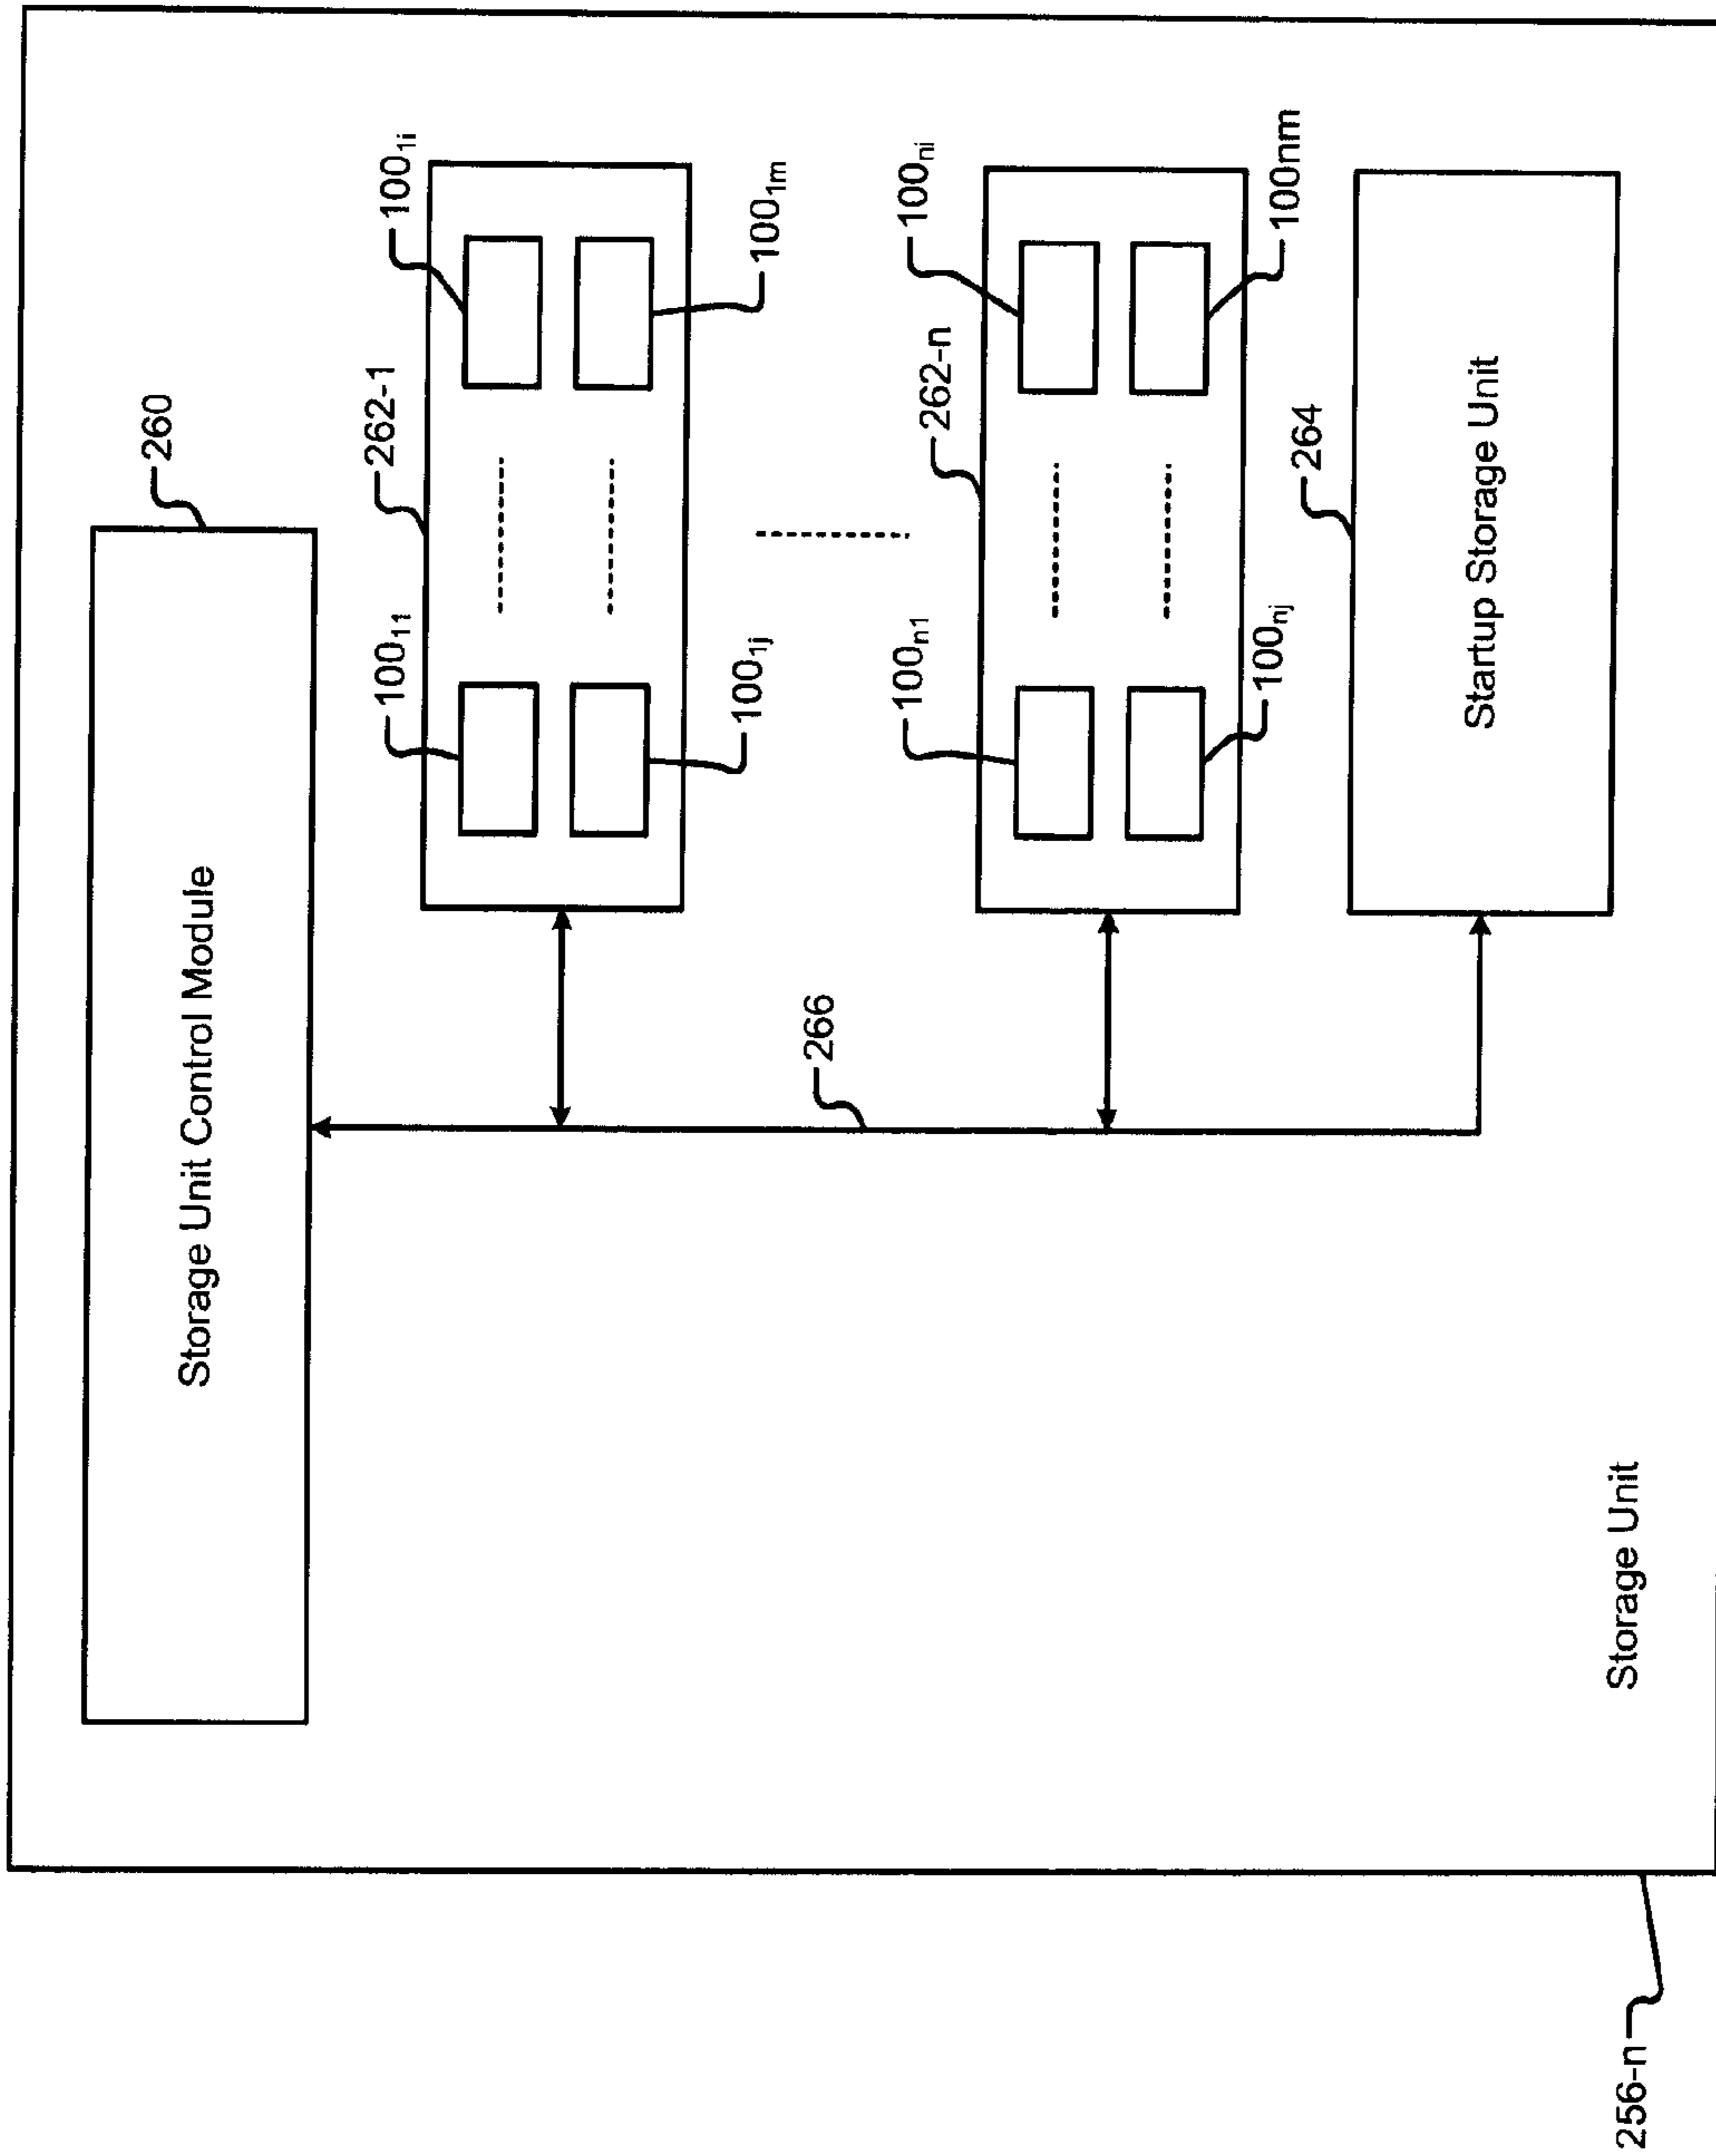 Storage Unit Control Module
260
262-1
100₁₁
100₁ᵢ
100₁ⱼ
100₁ₘ
266
262-n
100ₙ₁
100ₙᵢ
100ₙⱼ
100nm
264
Startup Storage Unit
Storage Unit
256-n